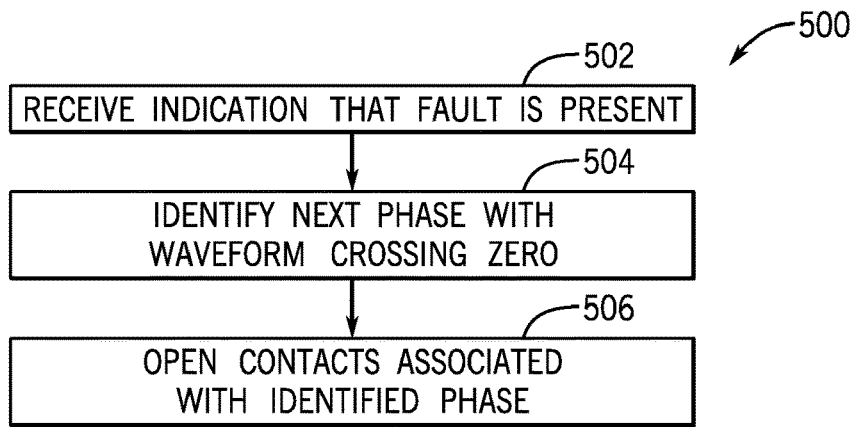 500
502
RECEIVE INDICATION THAT FAULT IS PRESENT
504
IDENTIFY NEXT PHASE WITH
WAVEFORM CROSSING ZERO
506
OPEN CONTACTS ASSOCIATED
WITH IDENTIFIED PHASE